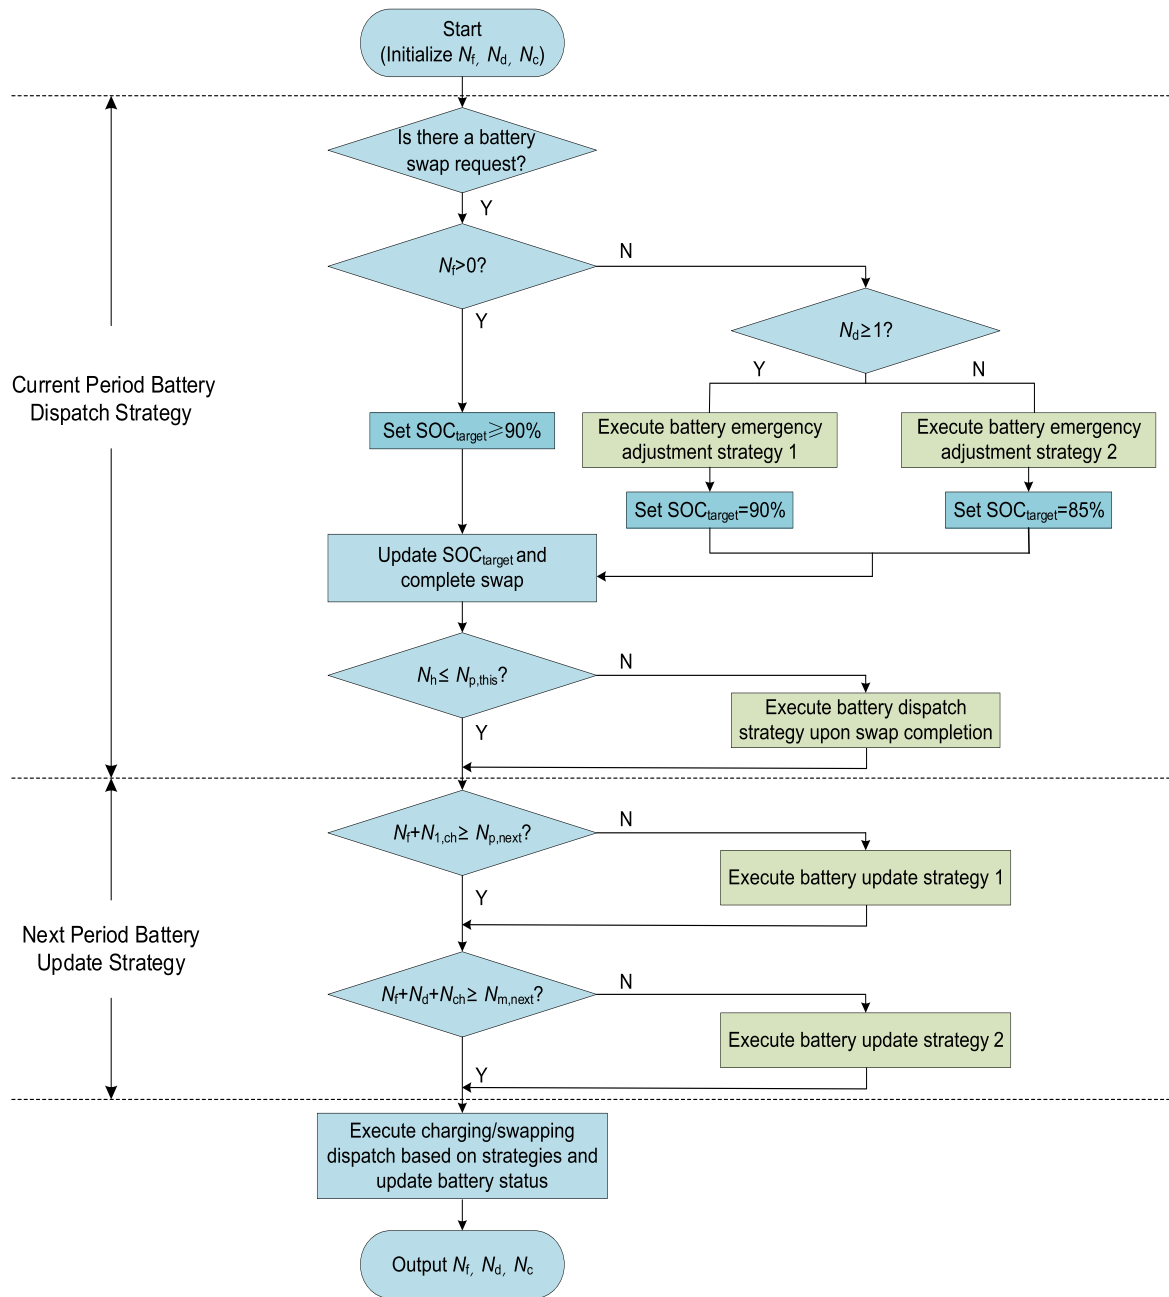 Start
(Initialize Nf, Nd, Nc)
Is there a battery
swap request?
Y
Nf>0?
N
Y
Nd≥1?
Y
N
Current Period Battery
Dispatch Strategy
Set SOCtarget≥90%
Execute battery emergency
adjustment strategy 1
Execute battery emergency
adjustment strategy 2
Set SOCtarget=90%
Set SOCtarget=85%
Update SOCtarget and
complete swap
Nh≤ Np,this?
N
Y
Execute battery dispatch
strategy upon swap completion
Nf+N1,ch≥ Np,next?
N
Y
Execute battery update strategy 1
Next Period Battery
Update Strategy
Nf+Nd+Nch≥ Nm,next?
N
Y
Execute battery update strategy 2
Execute charging/swapping
dispatch based on strategies and
update battery status
Output Nf, Nd, Nc